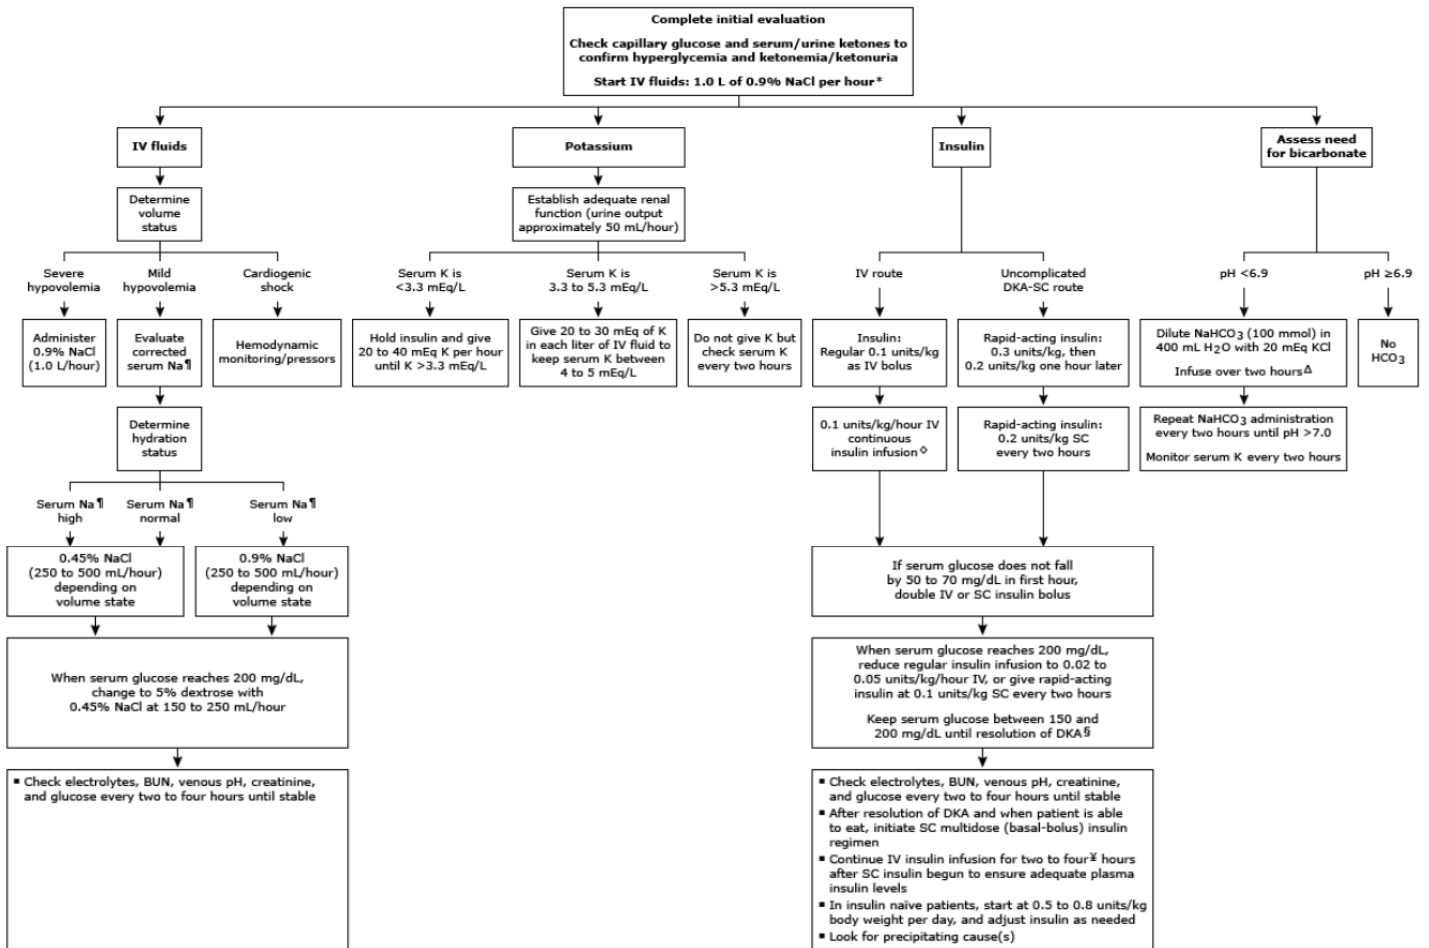 Complete initial evaluation
Check capillary glucose and serum/urine ketones to
confirm hyperglycemia and ketonemia/ketonuria
Start IV fluids: 1.0 L of 0.9% NaCl per hour*
IV fluids
Determine
volume
status
Severe
hypovolemia
Mild
hypovolemia
Cardiogenic
shock
Administer
0.9% NaCl
(1.0 L/hour)
Evaluate
corrected
serum Na¶
Hemodynamic
monitoring/pressors
Determine
hydration
status
Serum Na¶
high
Serum Na¶
normal
Serum Na¶
low
0.45% NaCl
(250 to 500 mL/hour)
depending on
volume state
0.9% NaCl
(250 to 500 mL/hour)
depending on
volume state
When serum glucose reaches 200 mg/dL,
change to 5% dextrose with
0.45% NaCl at 150 to 250 mL/hour
▪ Check electrolytes, BUN, venous pH, creatinine,
and glucose every two to four hours until stable
Potassium
Establish adequate renal
function (urine output
approximately 50 mL/hour)
Serum K is
<3.3 mEq/L
Serum K is
3.3 to 5.3 mEq/L
Serum K is
>5.3 mEq/L
Hold insulin and give
20 to 40 mEq K per hour
until K >3.3 mEq/L
Give 20 to 30 mEq of K
in each liter of IV fluid to
keep serum K between
4 to 5 mEq/L
Do not give K but
check serum K
every two hours
Insulin
IV route
Uncomplicated
DKA-SC route
Insulin:
Regular 0.1 units/kg
as IV bolus
Rapid-acting insulin:
0.3 units/kg, then
0.2 units/kg one hour later
0.1 units/kg/hour IV
continuous
insulin infusion◇
Rapid-acting insulin:
0.2 units/kg SC
every two hours
If serum glucose does not fall
by 50 to 70 mg/dL in first hour,
double IV or SC insulin bolus
When serum glucose reaches 200 mg/dL,
reduce regular insulin infusion to 0.02 to
0.05 units/kg/hour IV, or give rapid-acting
insulin at 0.1 units/kg SC every two hours
Keep serum glucose between 150 and
200 mg/dL until resolution of DKA§
▪ Check electrolytes, BUN, venous pH, creatinine,
and glucose every two to four hours until stable
▪ After resolution of DKA and when patient is able
to eat, initiate SC multidose (basal-bolus) insulin
regimen
▪ Continue IV insulin infusion for two to four¥ hours
after SC insulin begun to ensure adequate plasma
insulin levels
▪ In insulin naïve patients, start at 0.5 to 0.8 units/kg
body weight per day, and adjust insulin as needed
▪ Look for precipitating cause(s)
Assess need
for bicarbonate
pH <6.9
pH ≥6.9
Dilute NaHCO₃ (100 mmol) in
400 mL H₂O with 20 mEq KCl
Infuse over two hoursΔ
No
HCO₃
Repeat NaHCO₃ administration
every two hours until pH >7.0
Monitor serum K every two hours